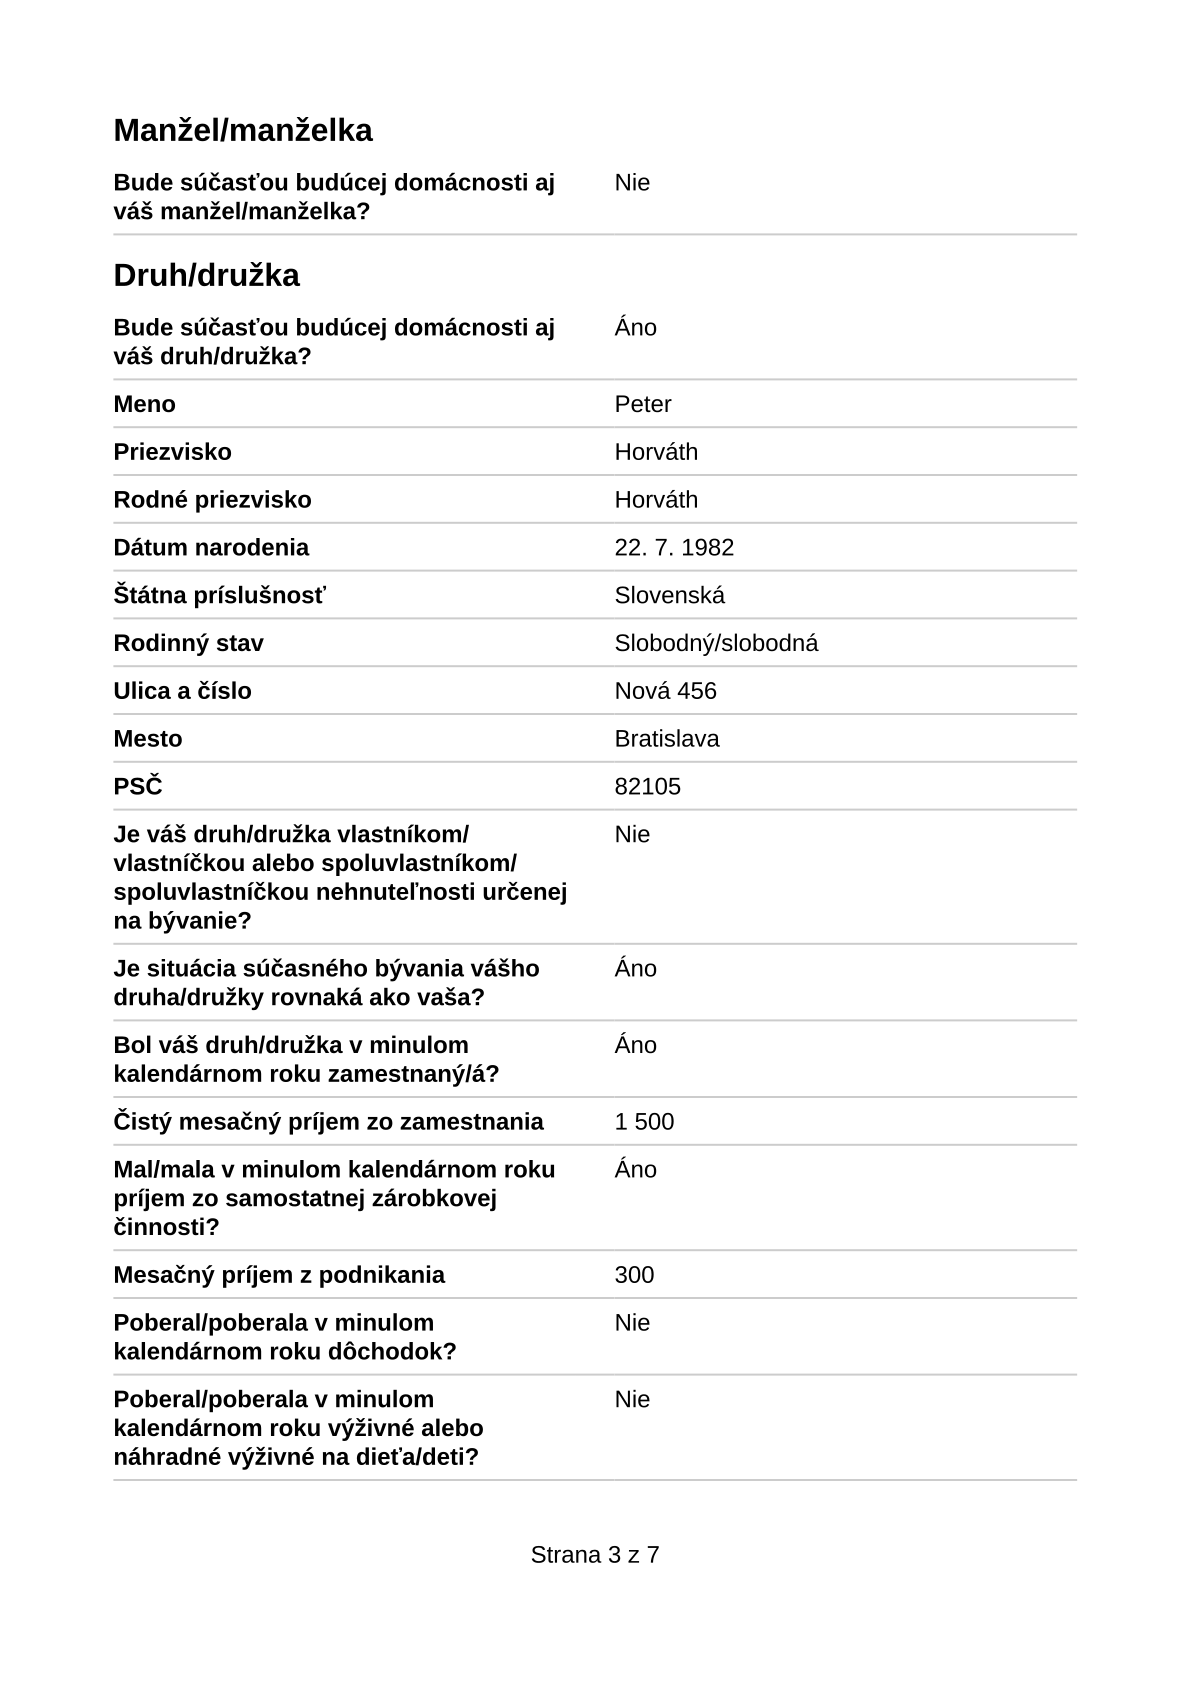 Manžel/manželka
Bude súčasťou budúcej domácnosti aj Nie
váš manžel/manželka?
Druh/družka
Bude súčasťou budúcej domácnosti aj Áno
váš druh/družka?
Meno Peter
Priezvisko Horváth
Rodné priezvisko Horváth
Dátum narodenia 22. 7. 1982
Štátna príslušnosť Slovenská
Rodinný stav Slobodný/slobodná
Ulica a číslo Nová 456
Mesto Bratislava
PSČ 82105
Je váš druh/družka vlastníkom/ Nie
vlastníčkou alebo spoluvlastníkom/
spoluvlastníčkou nehnuteľnosti určenej
na bývanie?
Je situácia súčasného bývania vášho Áno
druha/družky rovnaká ako vaša?
Bol váš druh/družka v minulom Áno
kalendárnom roku zamestnaný/á?
Čistý mesačný príjem zo zamestnania 1 500
Mal/mala v minulom kalendárnom roku Áno
príjem zo samostatnej zárobkovej
činnosti?
Mesačný príjem z podnikania 300
Poberal/poberala v minulom Nie
kalendárnom roku dôchodok?
Poberal/poberala v minulom Nie
kalendárnom roku výživné alebo
náhradné výživné na dieťa/deti?
Strana 3 z 7